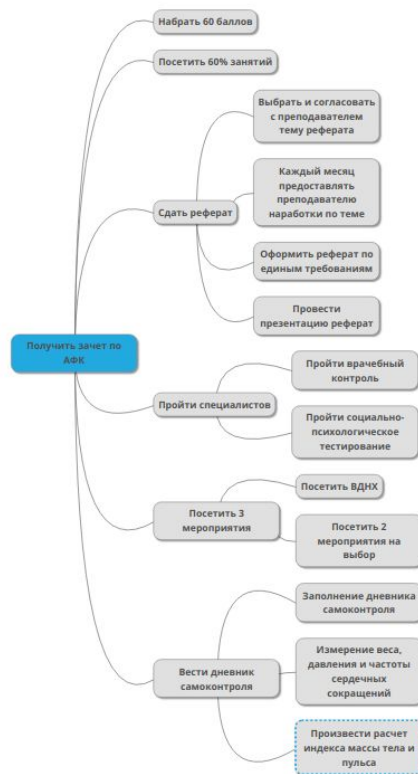 Набрать 60 баллов
Посетить 60% занятий
Выбрать и согласовать
с преподавателем
тему реферата
Каждый месяц
предоставлять
преподавателю
наработки по теме
Сдать реферат
Оформить реферат по
единым требованиям
Провести
презентацию реферат
Получить зачет по
АФК
Пройти врачебный
контроль
Пройти специалистов
Пройти социально-
психологическое
тестирование
Посетить ВДНХ
Посетить 3
мероприятия
Посетить 2
мероприятия на
выбор
Заполнение дневника
самоконтроля
Измерение веса,
давления и частоты
сердечных
сокращений
Вести дневник
самоконтроля
Произвести расчет
индекса массы тела и
пульса